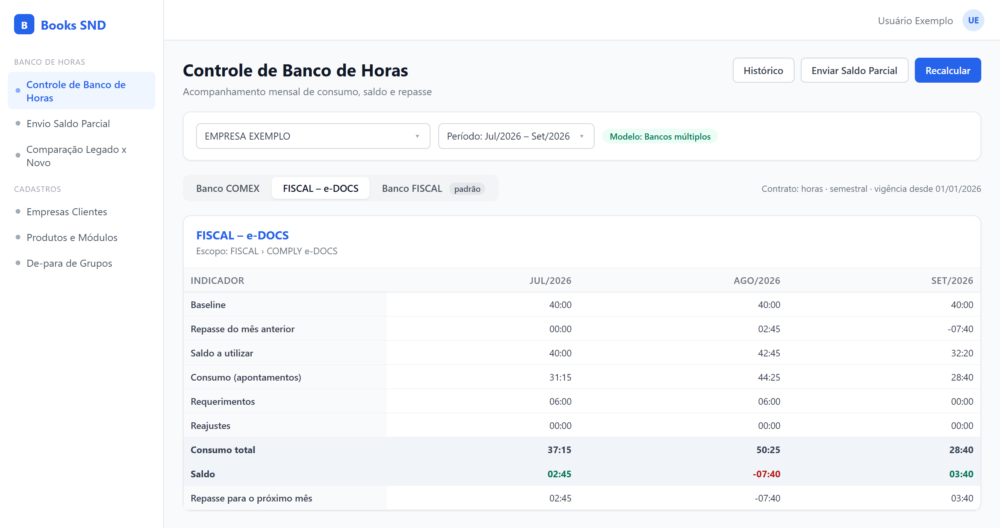 B Books SND
Usuário Exemplo UE
BANCO DE HORAS
Controle de Banco de
Horas
Envio Saldo Parcial
Comparação Legado x
Novo
CADASTROS
Empresas Clientes
Produtos e Módulos
De-para de Grupos
Controle de Banco de Horas
Acompanhamento mensal de consumo, saldo e repasse
Histórico Enviar Saldo Parcial Recalcular
EMPRESA EXEMPLO Período: Jul/2026 – Set/2026 Modelo: Bancos múltiplos
Banco COMEX FISCAL – e-DOCS Banco FISCAL padrão Contrato: horas · semestral · vigência desde 01/01/2026
FISCAL – e-DOCS
Escopo: FISCAL › COMPLY e-DOCS
INDICADOR JUL/2026 AGO/2026 SET/2026
Baseline 40:00 40:00 40:00
Repasse do mês anterior 00:00 02:45 -07:40
Saldo a utilizar 40:00 42:45 32:20
Consumo (apontamentos) 31:15 44:25 28:40
Requerimentos 06:00 06:00 00:00
Reajustes 00:00 00:00 00:00
Consumo total 37:15 50:25 28:40
Saldo 02:45 -07:40 03:40
Repasse para o próximo mês 02:45 -07:40 03:40